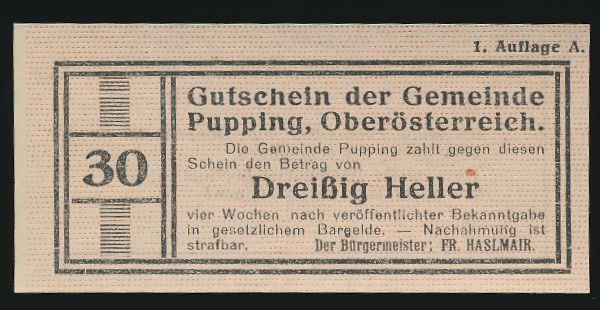 1. Auflage A.
Gutschein der Gemeinde
Pupping, Oberösterreich.
30
Die Gemeinde Pupping zahlt gegen diesen
Schein den Betrag von
Dreißig Heller
vier Wochen nach veröffentlichter Bekanntgabe
in gesetzlichem Bargelde. — Nachahmung ist
strafbar. Der Bürgermeister: FR. HASLMAIR.